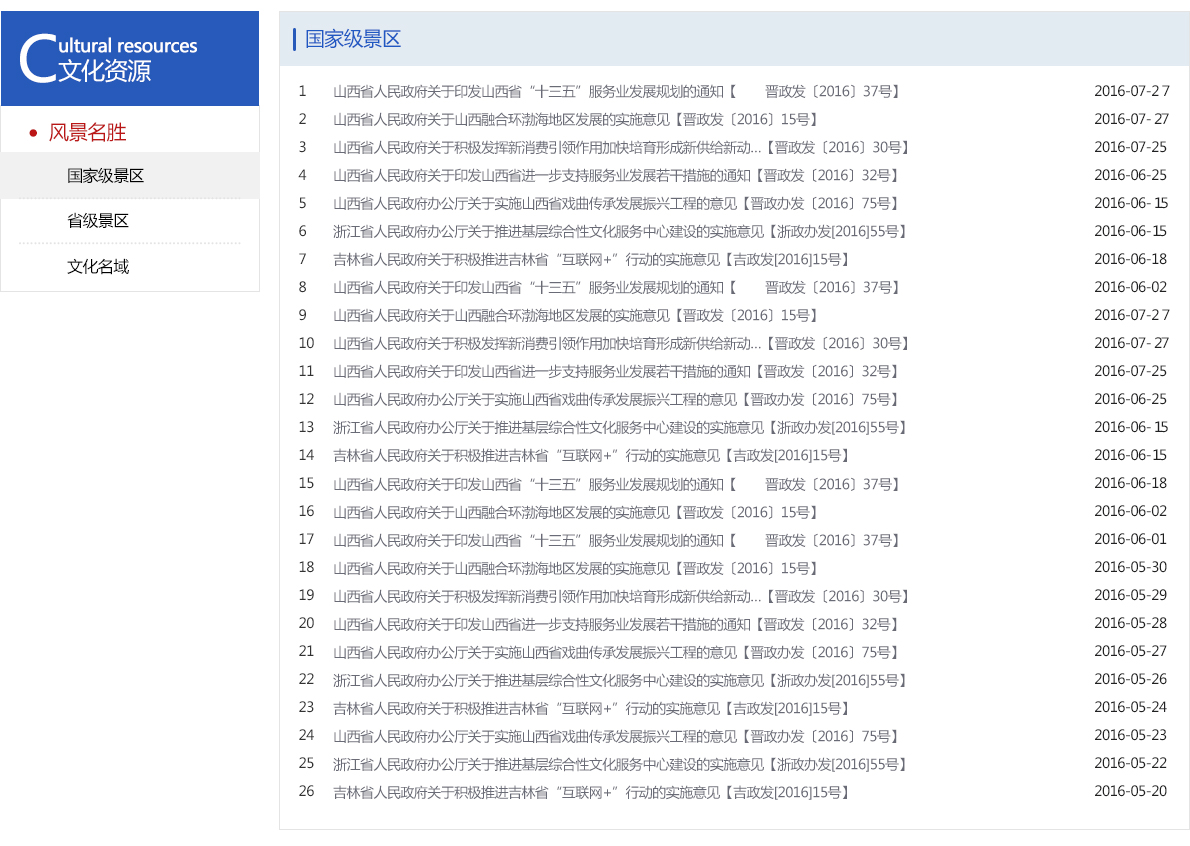 Cultural resources
文化资源
风景名胜
国家级景区
省级景区
文化名域
国家级景区
1 山西省人民政府关于印发山西省“十三五”服务业发展规划的通知【 晋政发〔2016〕37号】 2016-07-27
2 山西省人民政府关于山西融合环渤海地区发展的实施意见【晋政发〔2016〕15号】 2016-07-27
3 山西省人民政府关于积极发挥新消费引领作用加快培育形成新供给新动...【晋政发〔2016〕30号】 2016-07-25
4 山西省人民政府关于印发山西省进一步支持服务业发展若干措施的通知【晋政发〔2016〕32号】 2016-06-25
5 山西省人民政府办公厅关于实施山西省戏曲传承发展振兴工程的意见【晋政办发〔2016〕75号】 2016-06-15
6 浙江省人民政府办公厅关于推进基层综合性文化服务中心建设的实施意见【浙政办发[2016]55号】 2016-06-15
7 吉林省人民政府关于积极推进吉林省“互联网+”行动的实施意见【吉政发[2016]15号】 2016-06-18
8 山西省人民政府关于印发山西省“十三五”服务业发展规划的通知【 晋政发〔2016〕37号】 2016-06-02
9 山西省人民政府关于山西融合环渤海地区发展的实施意见【晋政发〔2016〕15号】 2016-07-27
10 山西省人民政府关于积极发挥新消费引领作用加快培育形成新供给新动...【晋政发〔2016〕30号】 2016-07-27
11 山西省人民政府关于印发山西省进一步支持服务业发展若干措施的通知【晋政发〔2016〕32号】 2016-07-25
12 山西省人民政府办公厅关于实施山西省戏曲传承发展振兴工程的意见【晋政办发〔2016〕75号】 2016-06-25
13 浙江省人民政府办公厅关于推进基层综合性文化服务中心建设的实施意见【浙政办发[2016]55号】 2016-06-15
14 吉林省人民政府关于积极推进吉林省“互联网+”行动的实施意见【吉政发[2016]15号】 2016-06-15
15 山西省人民政府关于印发山西省“十三五”服务业发展规划的通知【 晋政发〔2016〕37号】 2016-06-18
16 山西省人民政府关于山西融合环渤海地区发展的实施意见【晋政发〔2016〕15号】 2016-06-02
17 山西省人民政府关于印发山西省“十三五”服务业发展规划的通知【 晋政发〔2016〕37号】 2016-06-01
18 山西省人民政府关于山西融合环渤海地区发展的实施意见【晋政发〔2016〕15号】 2016-05-30
19 山西省人民政府关于积极发挥新消费引领作用加快培育形成新供给新动...【晋政发〔2016〕30号】 2016-05-29
20 山西省人民政府关于印发山西省进一步支持服务业发展若干措施的通知【晋政发〔2016〕32号】 2016-05-28
21 山西省人民政府办公厅关于实施山西省戏曲传承发展振兴工程的意见【晋政办发〔2016〕75号】 2016-05-27
22 浙江省人民政府办公厅关于推进基层综合性文化服务中心建设的实施意见【浙政办发[2016]55号】 2016-05-26
23 吉林省人民政府关于积极推进吉林省“互联网+”行动的实施意见【吉政发[2016]15号】 2016-05-24
24 山西省人民政府办公厅关于实施山西省戏曲传承发展振兴工程的意见【晋政办发〔2016〕75号】 2016-05-23
25 浙江省人民政府办公厅关于推进基层综合性文化服务中心建设的实施意见【浙政办发[2016]55号】 2016-05-22
26 吉林省人民政府关于积极推进吉林省“互联网+”行动的实施意见【吉政发[2016]15号】 2016-05-20